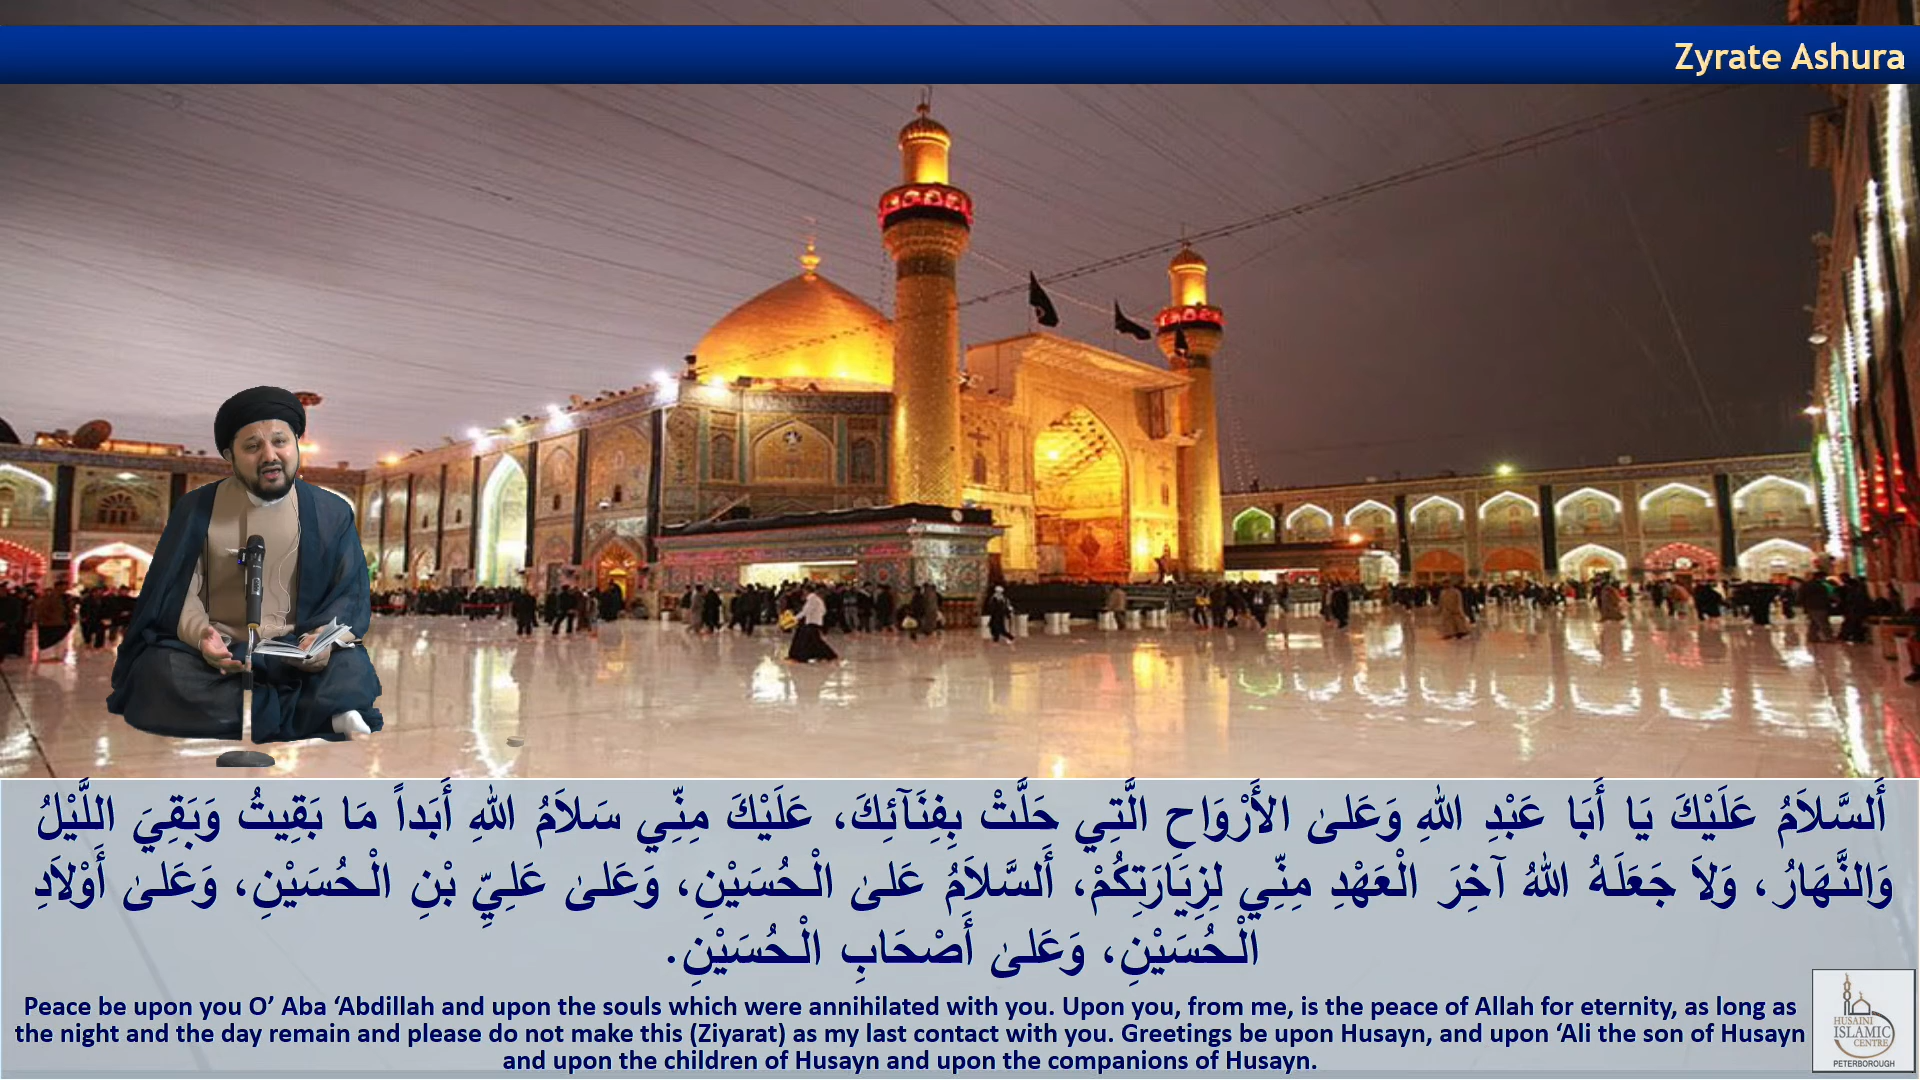 Zyrate Ashura
أَلسَّلاَمُ عَلَيْكَ يَا أَبَا عَبْدِ اللهِ وَعَلىٰ الأَرْوَاحِ الَّتِي حَلَّتْ بِفِنَآئِكَ، عَلَيْكَ مِنِّي سَلاَمُ اللهِ أَبَداً مَا بَقِيتُ وَبَقِيَ اللَّيْلُ
وَالنَّهَارُ، وَلاَ جَعَلَهُ اللهُ آخِرَ الْعَهْدِ مِنِّي لِزِيَارَتِكُمْ، أَلسَّلاَمُ عَلىٰ الْحُسَيْنِ، وَعَلىٰ عَلِيِّ بْنِ الْحُسَيْنِ، وَعَلىٰ أَوْلاَدِ
الْحُسَيْنِ، وَعَلىٰ أَصْحَابِ الْحُسَيْنِ.
Peace be upon you O’ Aba ‘Abdillah and upon the souls which were annihilated with you. Upon you, from me, is the peace of Allah for eternity, as long as
the night and the day remain and please do not make this (Ziyarat) as my last contact with you. Greetings be upon Husayn, and upon ‘Ali the son of Husayn
and upon the children of Husayn and upon the companions of Husayn.
HUSAINI
ISLAMIC
CENTRE
PETERBOROUGH